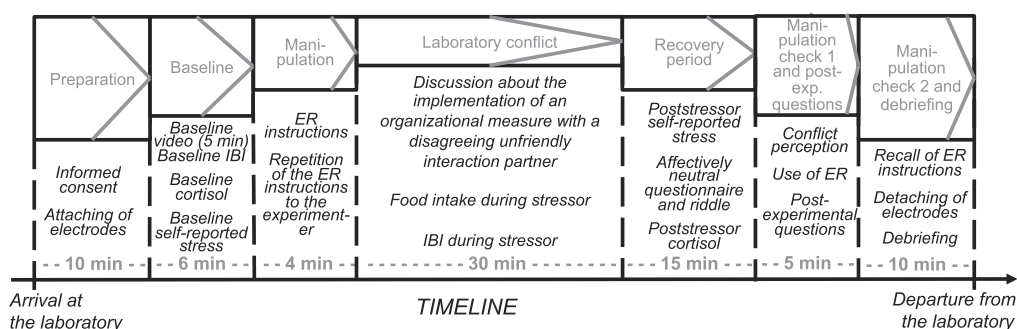 Preparation
Baseline
Mani-
pulation
Laboratory conflict
Recovery
period
Mani-
pulation
check 1
and post-
exp.
questions
Mani-
pulation
check 2 and
debriefing
Informed
consent
Attaching of
electrodes
Baseline
video (5 min)
Baseline IBI
Baseline
cortisol
Baseline
self-reported
stress
ER
instructions
Repetition
of the ER
instructions
to the
experiment-
er
Discussion about the
implementation of an
organizational measure with a
disagreeing unfriendly
interaction partner
Food intake during stressor
IBI during stressor
Poststressor
self-reported
stress
Affectively
neutral
questionnaire
and riddle
Poststressor
cortisol
Conflict
perception
Use of ER
Post-
experimental
questions
Recall of ER
instructions
Detaching of
electrodes
Debriefing
10 min
6 min
4 min
30 min
15 min
5 min
10 min
Arrival at
the laboratory
TIMELINE
Departure from
the laboratory